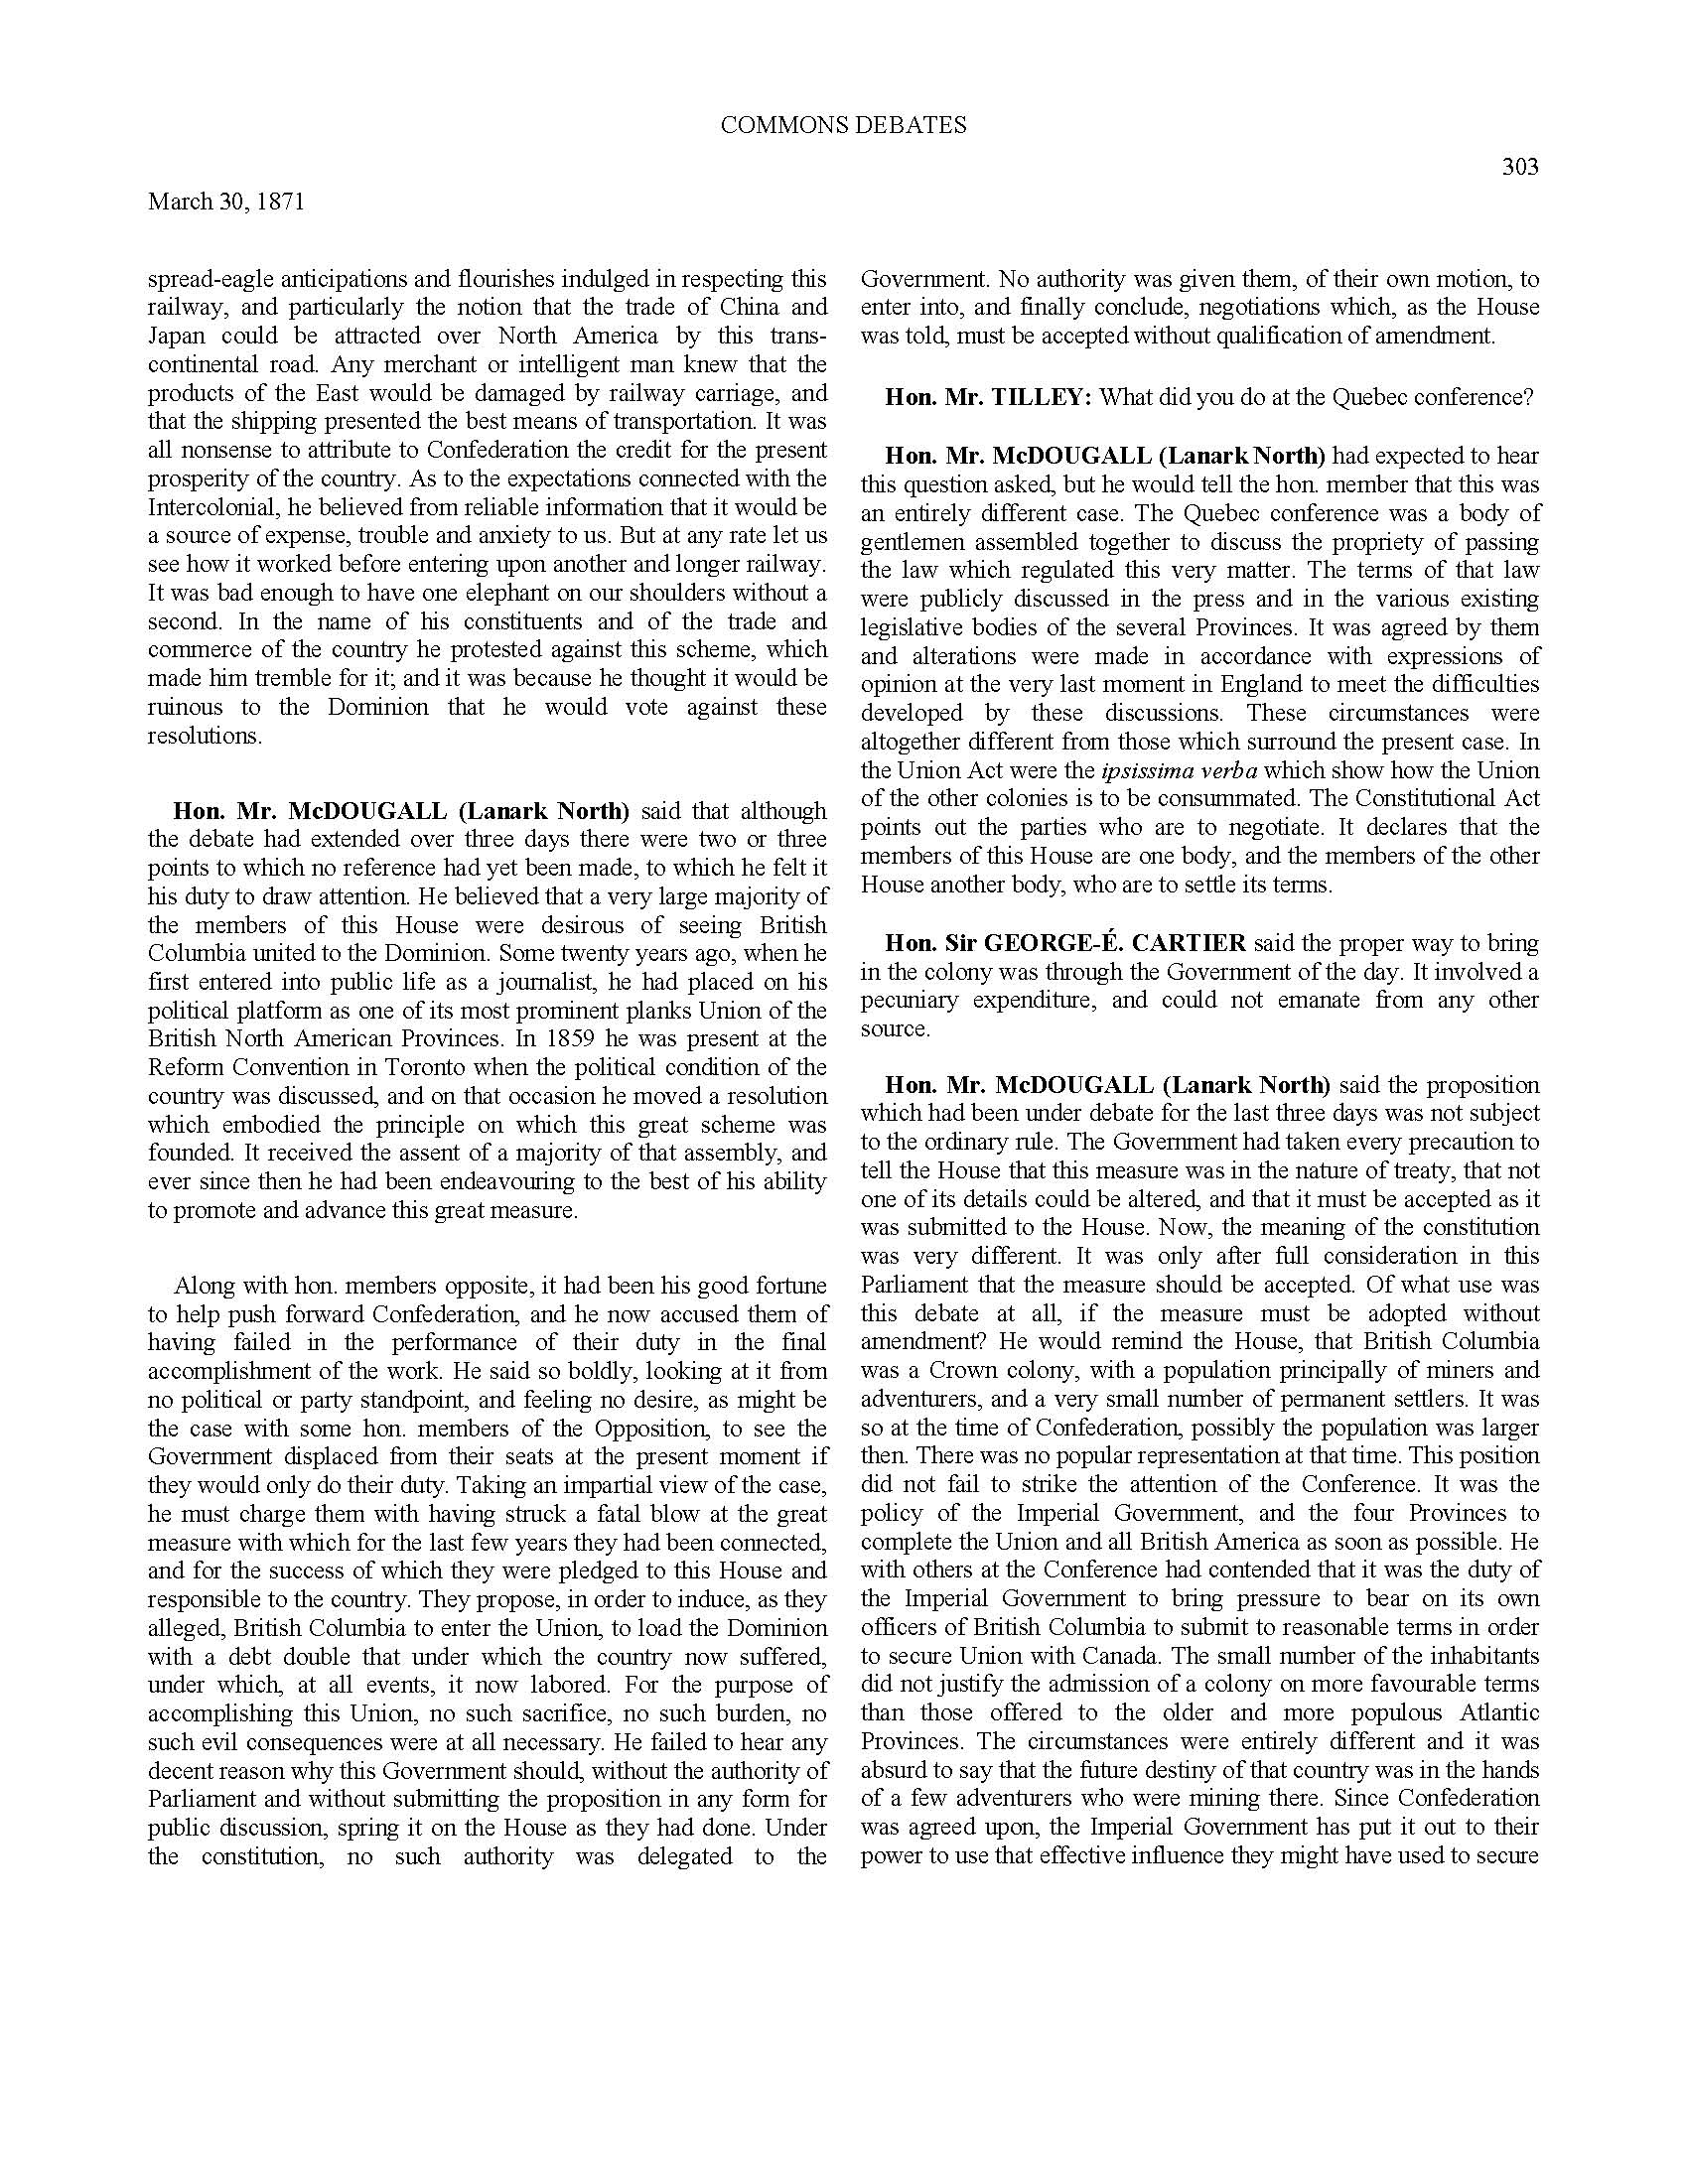 COMMONS DEBATES
303
March 30, 1871
spread-eagle anticipations and flourishes indulged in respecting this
railway, and particularly the notion that the trade of China and
Japan could be attracted over North America by this trans-
continental road. Any merchant or intelligent man knew that the
products of the East would be damaged by railway carriage, and
that the shipping presented the best means of transportation. It was
all nonsense to attribute to Confederation the credit for the present
prosperity of the country. As to the expectations connected with the
Intercolonial, he believed from reliable information that it would be
a source of expense, trouble and anxiety to us. But at any rate let us
see how it worked before entering upon another and longer railway.
It was bad enough to have one elephant on our shoulders without a
second. In the name of his constituents and of the trade and
commerce of the country he protested against this scheme, which
made him tremble for it; and it was because he thought it would be
ruinous to the Dominion that he would vote against these
resolutions.
Hon. Mr. McDOUGALL (Lanark North) said that although
the debate had extended over three days there were two or three
points to which no reference had yet been made, to which he felt it
his duty to draw attention. He believed that a very large majority of
the members of this House were desirous of seeing British
Columbia united to the Dominion. Some twenty years ago, when he
first entered into public life as a journalist, he had placed on his
political platform as one of its most prominent planks Union of the
British North American Provinces. In 1859 he was present at the
Reform Convention in Toronto when the political condition of the
country was discussed, and on that occasion he moved a resolution
which embodied the principle on which this great scheme was
founded. It received the assent of a majority of that assembly, and
ever since then he had been endeavouring to the best of his ability
to promote and advance this great measure.
Along with hon. members opposite, it had been his good fortune
to help push forward Confederation, and he now accused them of
having failed in the performance of their duty in the final
accomplishment of the work. He said so boldly, looking at it from
no political or party standpoint, and feeling no desire, as might be
the case with some hon. members of the Opposition, to see the
Government displaced from their seats at the present moment if
they would only do their duty. Taking an impartial view of the case,
he must charge them with having struck a fatal blow at the great
measure with which for the last few years they had been connected,
and for the success of which they were pledged to this House and
responsible to the country. They propose, in order to induce, as they
alleged, British Columbia to enter the Union, to load the Dominion
with a debt double that under which the country now suffered,
under which, at all events, it now labored. For the purpose of
accomplishing this Union, no such sacrifice, no such burden, no
such evil consequences were at all necessary. He failed to hear any
decent reason why this Government should, without the authority of
Parliament and without submitting the proposition in any form for
public discussion, spring it on the House as they had done. Under
the constitution, no such authority was delegated to the
Government. No authority was given them, of their own motion, to
enter into, and finally conclude, negotiations which, as the House
was told, must be accepted without qualification of amendment.
Hon. Mr. TILLEY: What did you do at the Quebec conference?
Hon. Mr. McDOUGALL (Lanark North) had expected to hear
this question asked, but he would tell the hon. member that this was
an entirely different case. The Quebec conference was a body of
gentlemen assembled together to discuss the propriety of passing
the law which regulated this very matter. The terms of that law
were publicly discussed in the press and in the various existing
legislative bodies of the several Provinces. It was agreed by them
and alterations were made in accordance with expressions of
opinion at the very last moment in England to meet the difficulties
developed by these discussions. These circumstances were
altogether different from those which surround the present case. In
the Union Act were the ipsissima verba which show how the Union
of the other colonies is to be consummated. The Constitutional Act
points out the parties who are to negotiate. It declares that the
members of this House are one body, and the members of the other
House another body, who are to settle its terms.
Hon. Sir GEORGE-É. CARTIER said the proper way to bring
in the colony was through the Government of the day. It involved a
pecuniary expenditure, and could not emanate from any other
source.
Hon. Mr. McDOUGALL (Lanark North) said the proposition
which had been under debate for the last three days was not subject
to the ordinary rule. The Government had taken every precaution to
tell the House that this measure was in the nature of treaty, that not
one of its details could be altered, and that it must be accepted as it
was submitted to the House. Now, the meaning of the constitution
was very different. It was only after full consideration in this
Parliament that the measure should be accepted. Of what use was
this debate at all, if the measure must be adopted without
amendment? He would remind the House, that British Columbia
was a Crown colony, with a population principally of miners and
adventurers, and a very small number of permanent settlers. It was
so at the time of Confederation, possibly the population was larger
then. There was no popular representation at that time. This position
did not fail to strike the attention of the Conference. It was the
policy of the Imperial Government, and the four Provinces to
complete the Union and all British America as soon as possible. He
with others at the Conference had contended that it was the duty of
the Imperial Government to bring pressure to bear on its own
officers of British Columbia to submit to reasonable terms in order
to secure Union with Canada. The small number of the inhabitants
did not justify the admission of a colony on more favourable terms
than those offered to the older and more populous Atlantic
Provinces. The circumstances were entirely different and it was
absurd to say that the future destiny of that country was in the hands
of a few adventurers who were mining there. Since Confederation
was agreed upon, the Imperial Government has put it out to their
power to use that effective influence they might have used to secure